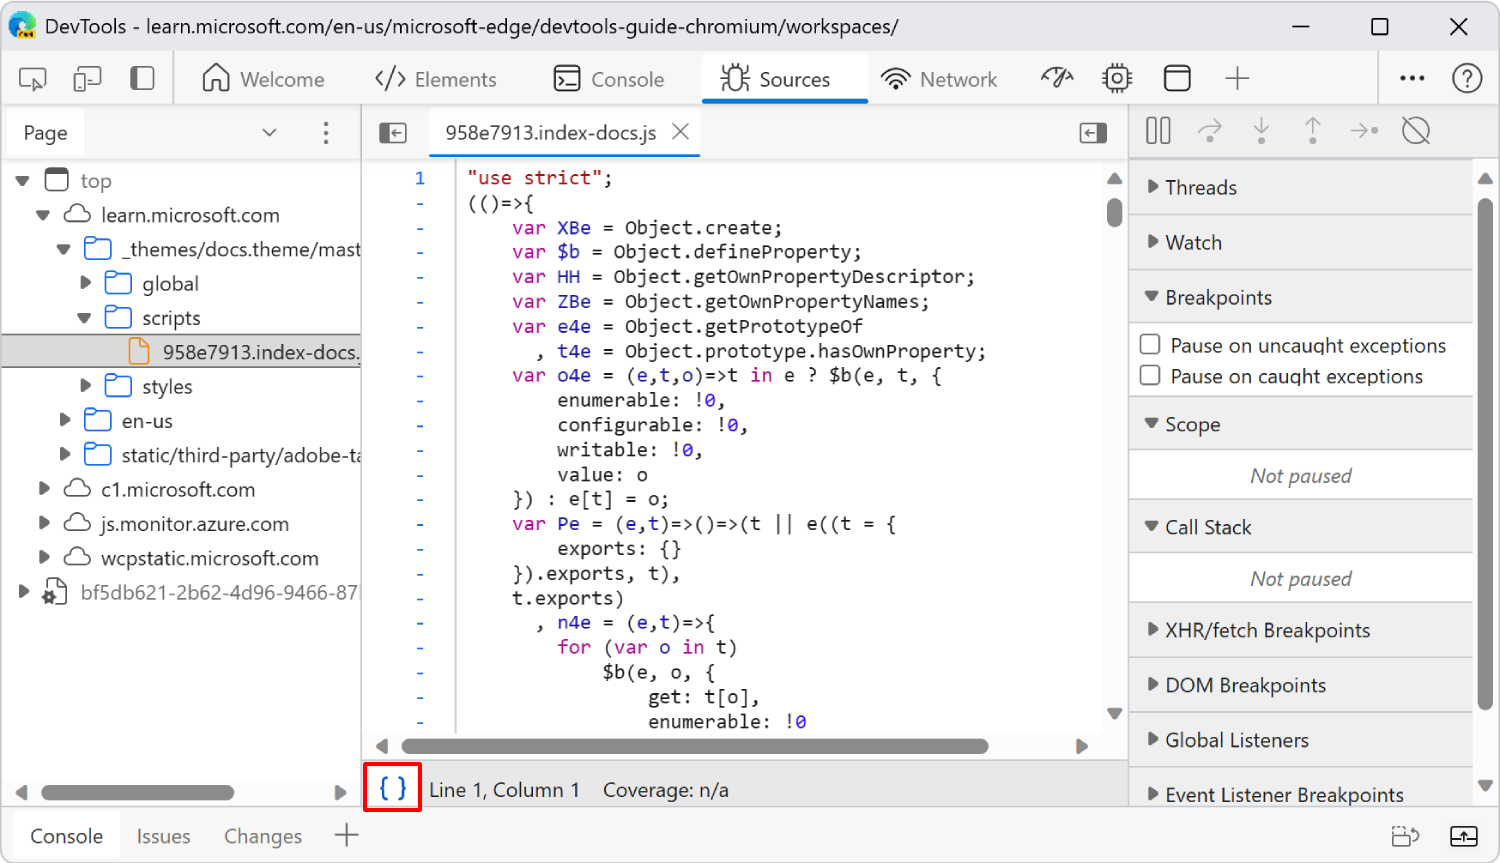 DevTools - learn.microsoft.com/en-us/microsoft-edge/devtools-guide-chromium/workspaces/
Welcome
Elements
Console
Sources
Network
Page
958e7913.index-docs.js
top
learn.microsoft.com
_themes/docs.theme/mast
global
scripts
958e7913.index-docs.
styles
en-us
static/third-party/adobe-ta
c1.microsoft.com
js.monitor.azure.com
wcpstatic.microsoft.com
bf5db621-2b62-4d96-9466-87
1 "use strict";
- (()=>{
- var XBe = Object.create;
- var $b = Object.defineProperty;
- var HH = Object.getOwnPropertyDescriptor;
- var ZBe = Object.getOwnPropertyNames;
- var e4e = Object.getPrototypeOf
- , t4e = Object.prototype.hasOwnProperty;
- var o4e = (e,t,o)=>t in e ? $b(e, t, {
- enumerable: !0,
- configurable: !0,
- writable: !0,
- value: o
- }) : e[t] = o;
- var Pe = (e,t)=>()=>(t || e((t = {
- exports: {}
- }).exports, t),
- t.exports)
- , n4e = (e,t)=>{
- for (var o in t)
- $b(e, o, {
- get: t[o],
- enumerable: !0
{ } Line 1, Column 1 Coverage: n/a
Threads
Watch
Breakpoints
Pause on uncaught exceptions
Pause on caught exceptions
Scope
Not paused
Call Stack
Not paused
XHR/fetch Breakpoints
DOM Breakpoints
Global Listeners
Event Listener Breakpoints
Console
Issues
Changes